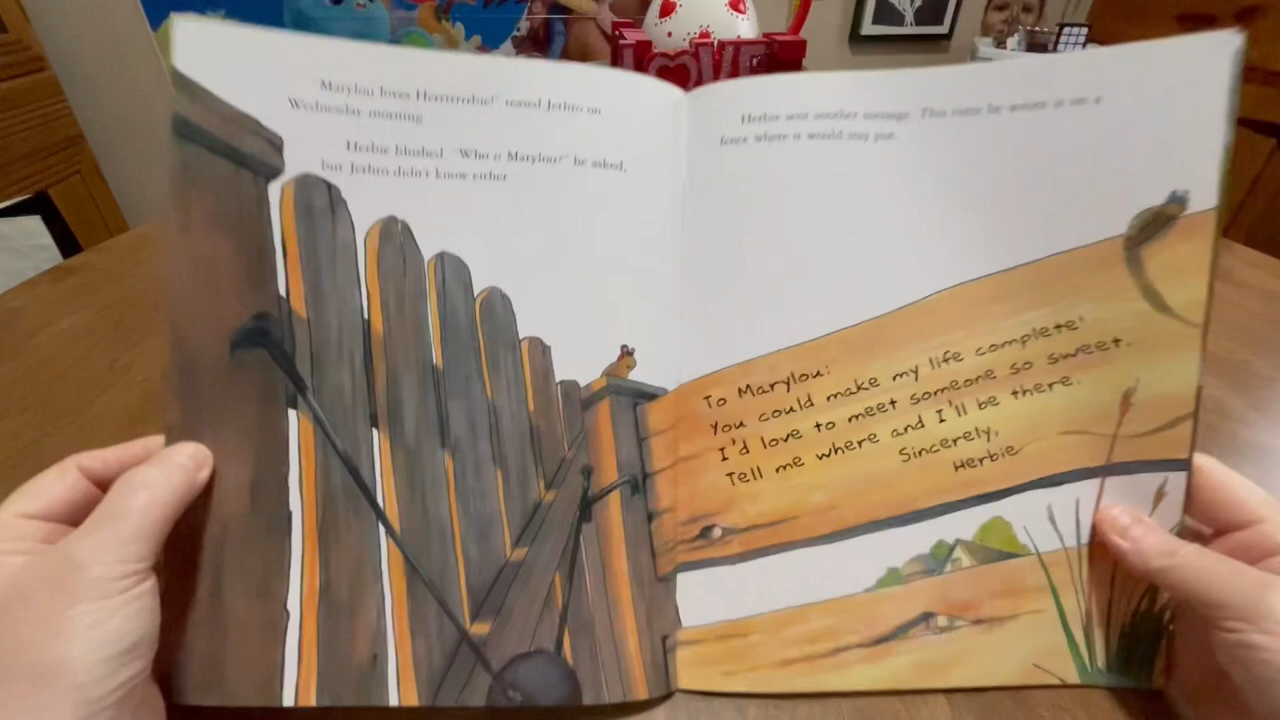 Marylou loves Herrrrrrbie!" teased Jethro on
Wednesday morning.
Herbie blushed. "Who is Marylou?" he asked,
but Jethro didn't know either.
Herbie sent another message. This time he wrote it on a
fence where it would stay put.
To Marylou:
You could make my life complete!
I'd love to meet someone so sweet.
Tell me where and I'll be there.
Sincerely,
Herbie
LOVE